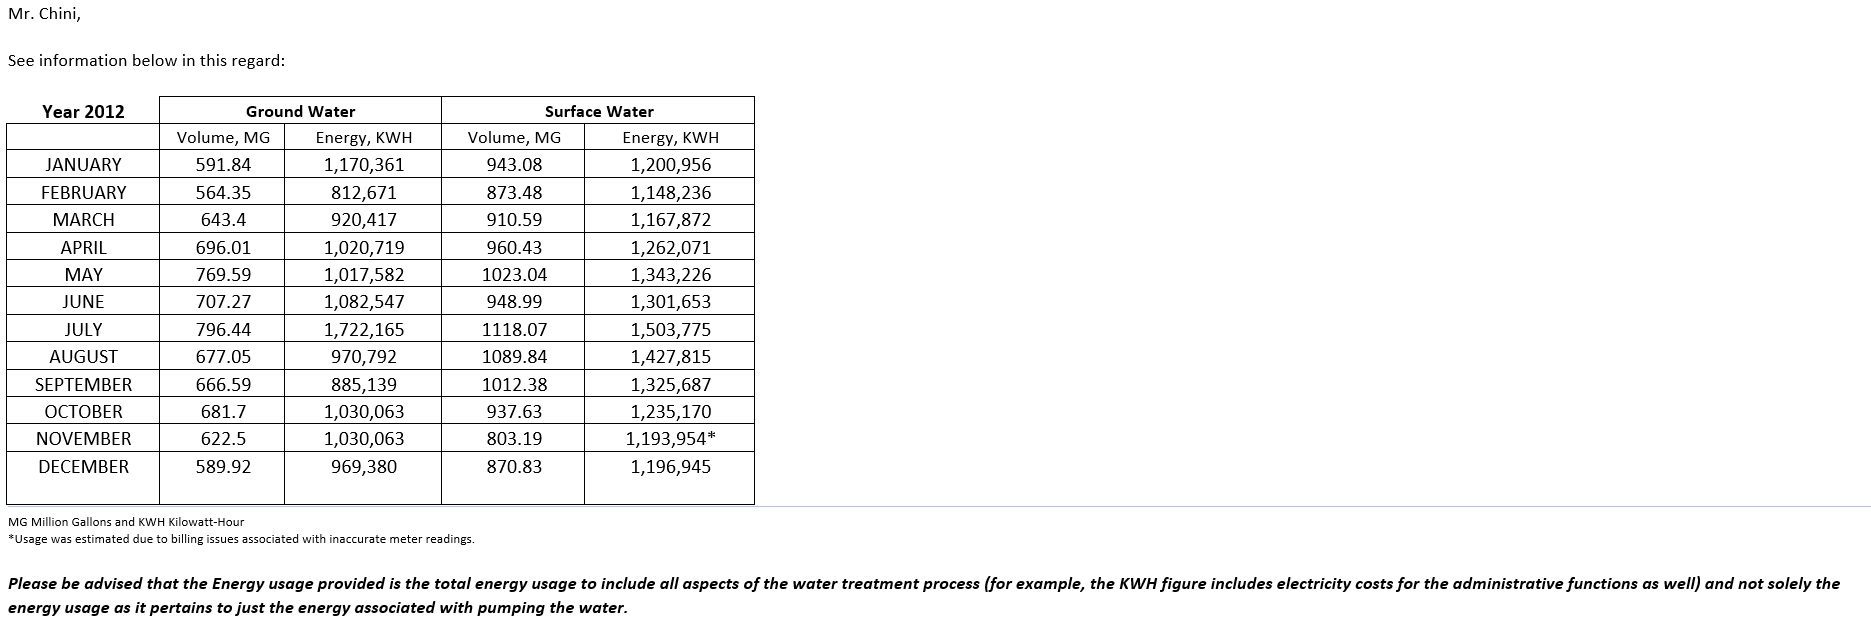 Mr. Chini,
See information below in this regard:
Year 2012 Ground Water Surface Water
Volume, MG Energy, KWH Volume, MG Energy, KWH
JANUARY 591.84 1,170,361 943.08 1,200,956
FEBRUARY 564.35 812,671 873.48 1,148,236
MARCH 643.4 920,417 910.59 1,167,872
APRIL 696.01 1,020,719 960.43 1,262,071
MAY 769.59 1,017,582 1023.04 1,343,226
JUNE 707.27 1,082,547 948.99 1,301,653
JULY 796.44 1,722,165 1118.07 1,503,775
AUGUST 677.05 970,792 1089.84 1,427,815
SEPTEMBER 666.59 885,139 1012.38 1,325,687
OCTOBER 681.7 1,030,063 937.63 1,235,170
NOVEMBER 622.5 1,030,063 803.19 1,193,954*
DECEMBER 589.92 969,380 870.83 1,196,945
MG Million Gallons and KWH Kilowatt-Hour
*Usage was estimated due to billing issues associated with inaccurate meter readings.
Please be advised that the Energy usage provided is the total energy usage to include all aspects of the water treatment process (for example, the KWH figure includes electricity costs for the administrative functions as well) and not solely the
energy usage as it pertains to just the energy associated with pumping the water.